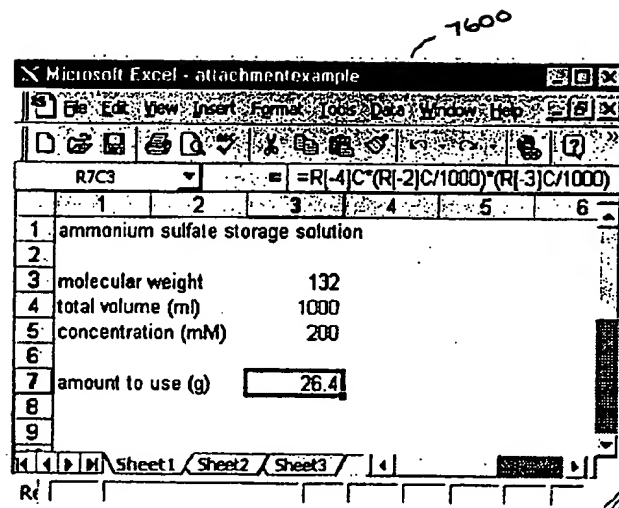 7600
Microsoft Excel - attachmentexample
File Edit View Insert Format Tools Data Window Help
R7C3 = =R[-4]C*(R[-2]C/1000)*(R[-3]C/1000)
1 2 3 4 5 6
1 ammonium sulfate storage solution
2
3 molecular weight 132
4 total volume (ml) 1000
5 concentration (mM) 200
6
7 amount to use (g) 26.4
8
9
Sheet1 Sheet2 Sheet3